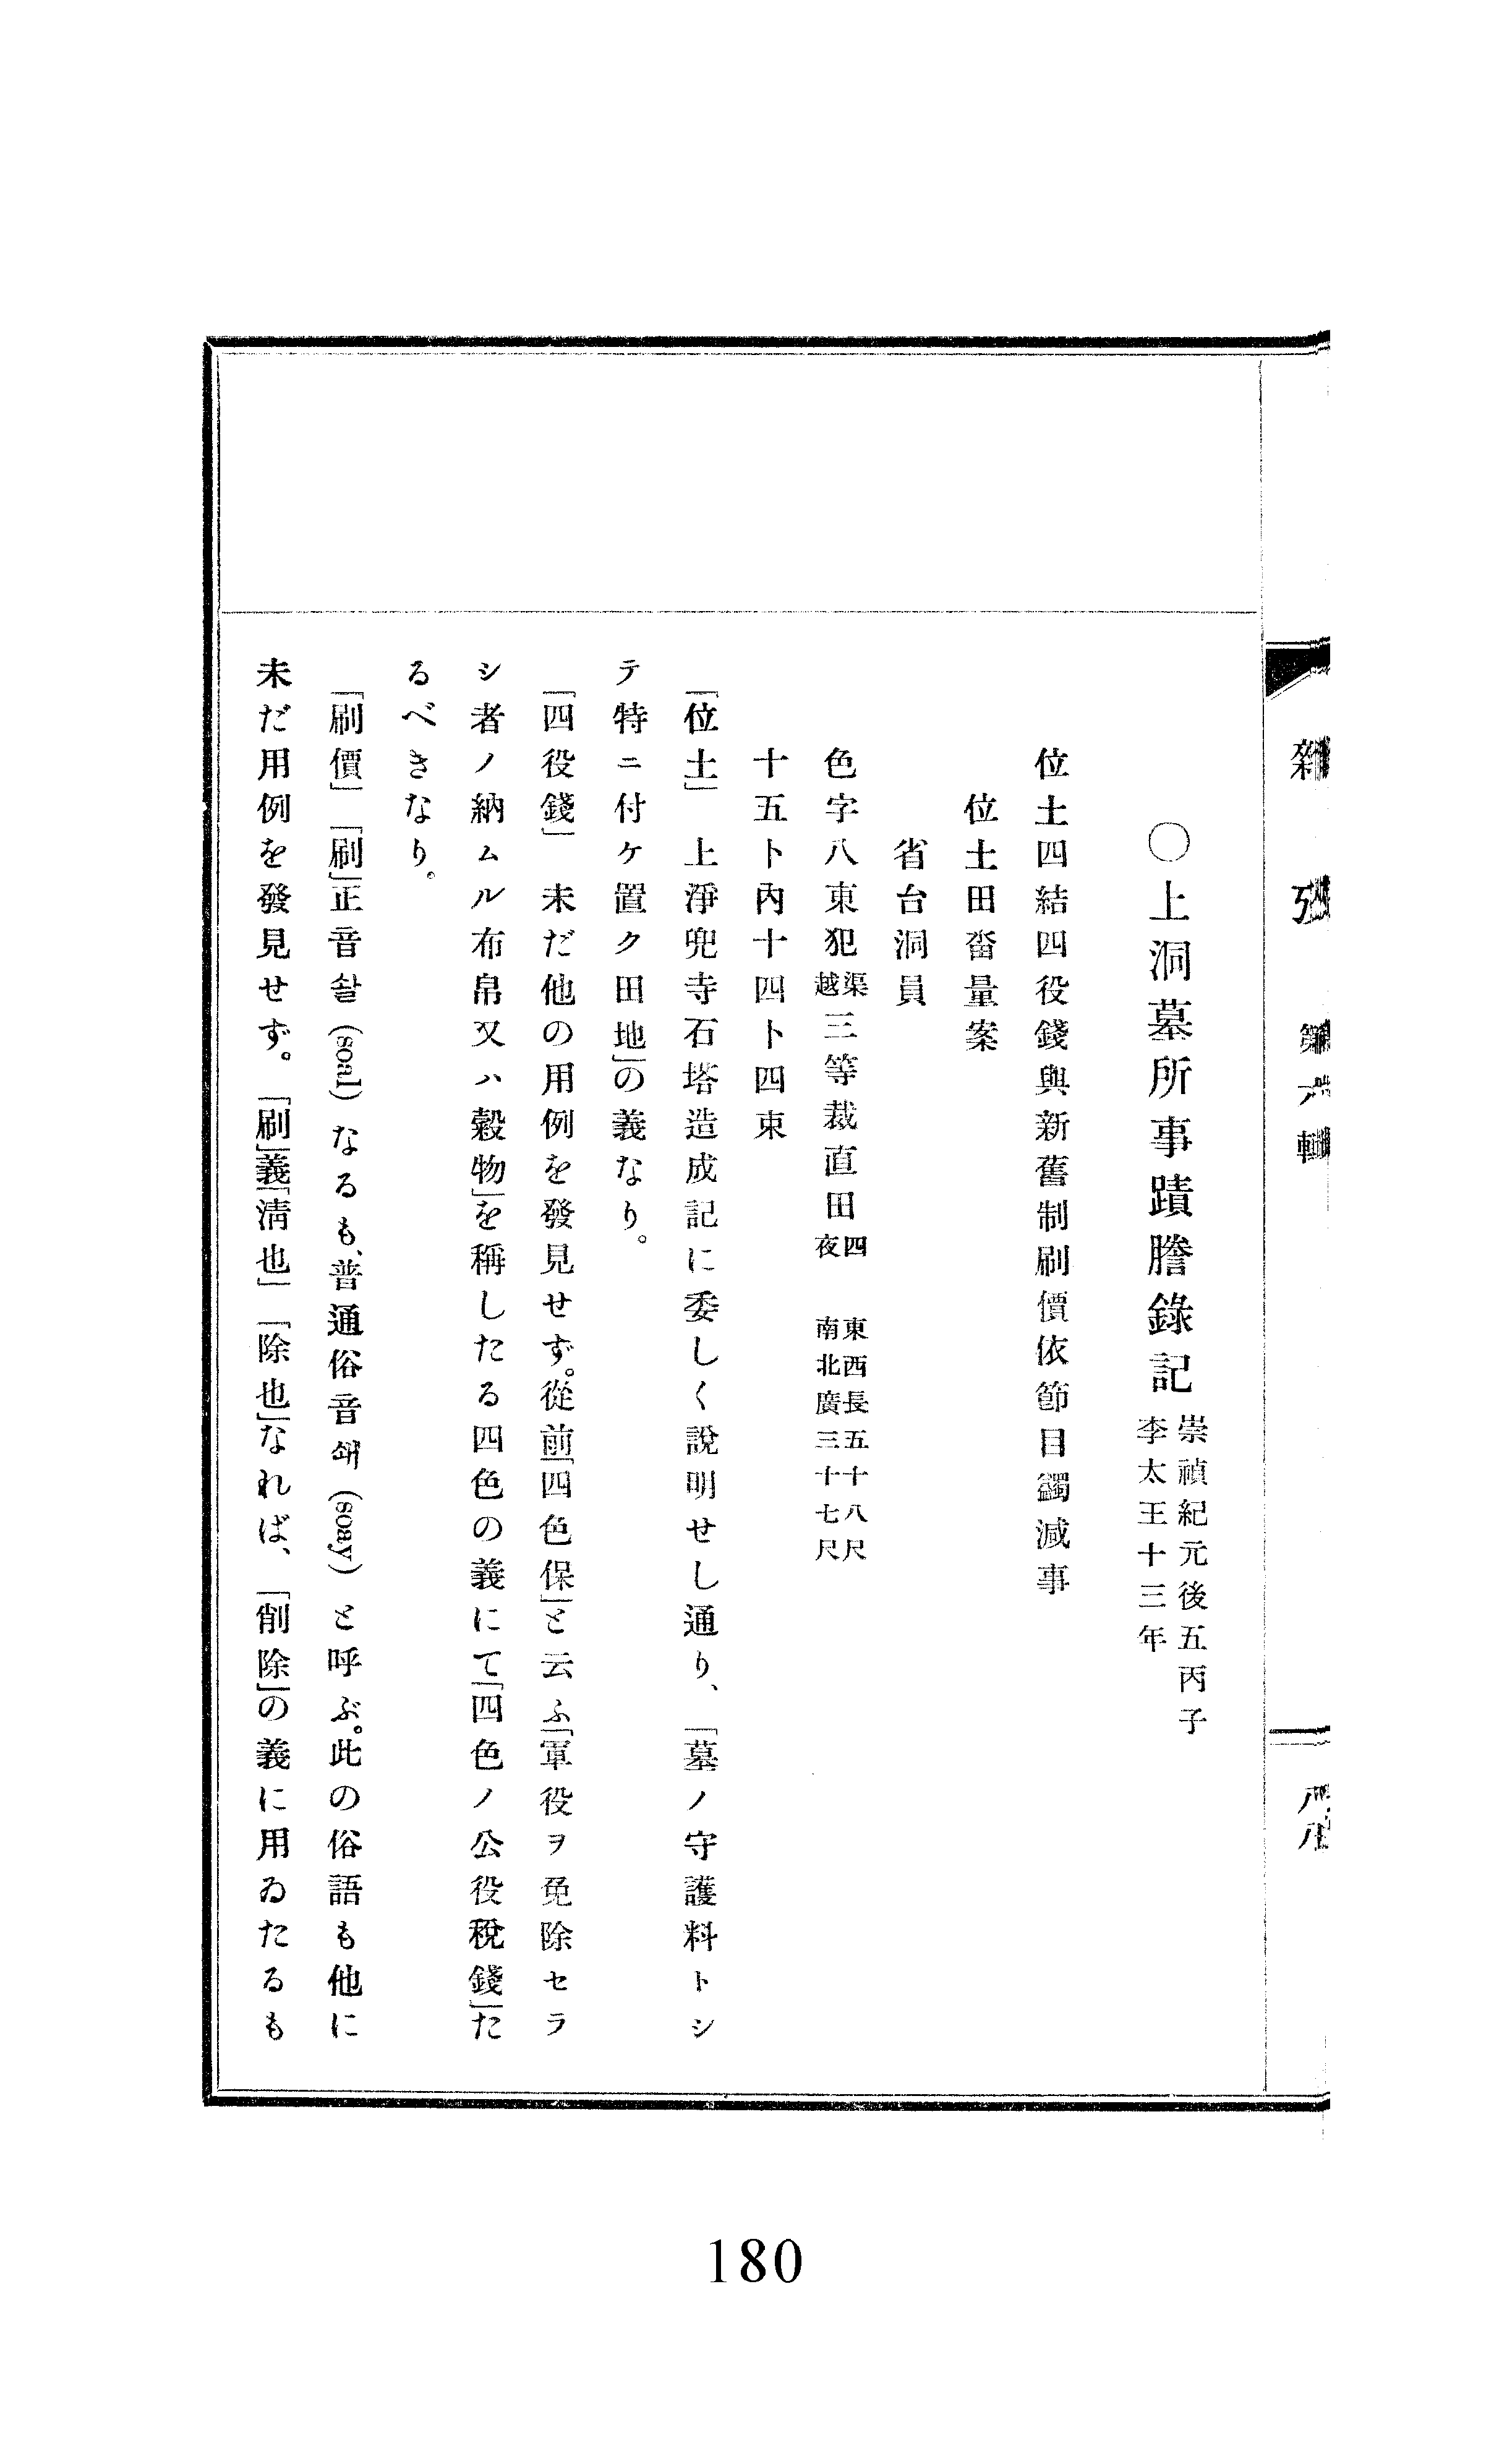 第六輯
八八
○上洞墓所事蹟謄錄記 崇禎紀元後五丙子 李太王十三年
位土四結四役錢與新舊制刷價依節目蠲減事
位土田畓量案
省台洞員
色字八東犯渠越三等裁直田四夜 東西長五十八尺 南北廣三十七尺
十五ト內十四ト四束
「位土」 上淨兜寺石塔造成記に委しく說明せし通り、「墓ノ守護料トシ
テ特ニ付ケ置ク田地」の義なり。
「四役錢」 未だ他の用例を發見せず。從前「四色保」と云ふ「軍役ヲ免除セラ
シ者ノ納ムル布帛又ハ穀物」を稱したる四色の義にて「四色ノ公役稅錢」た
るべきなり。
「刷價」「刷」正音솰(soal)なるも、普通俗音쇄(soay)と呼ぶ。此の俗語も他に
未だ用例を發見せず。「刷」義「淸也」「除也」なれば、「削除」の義に用ゐたるも
180